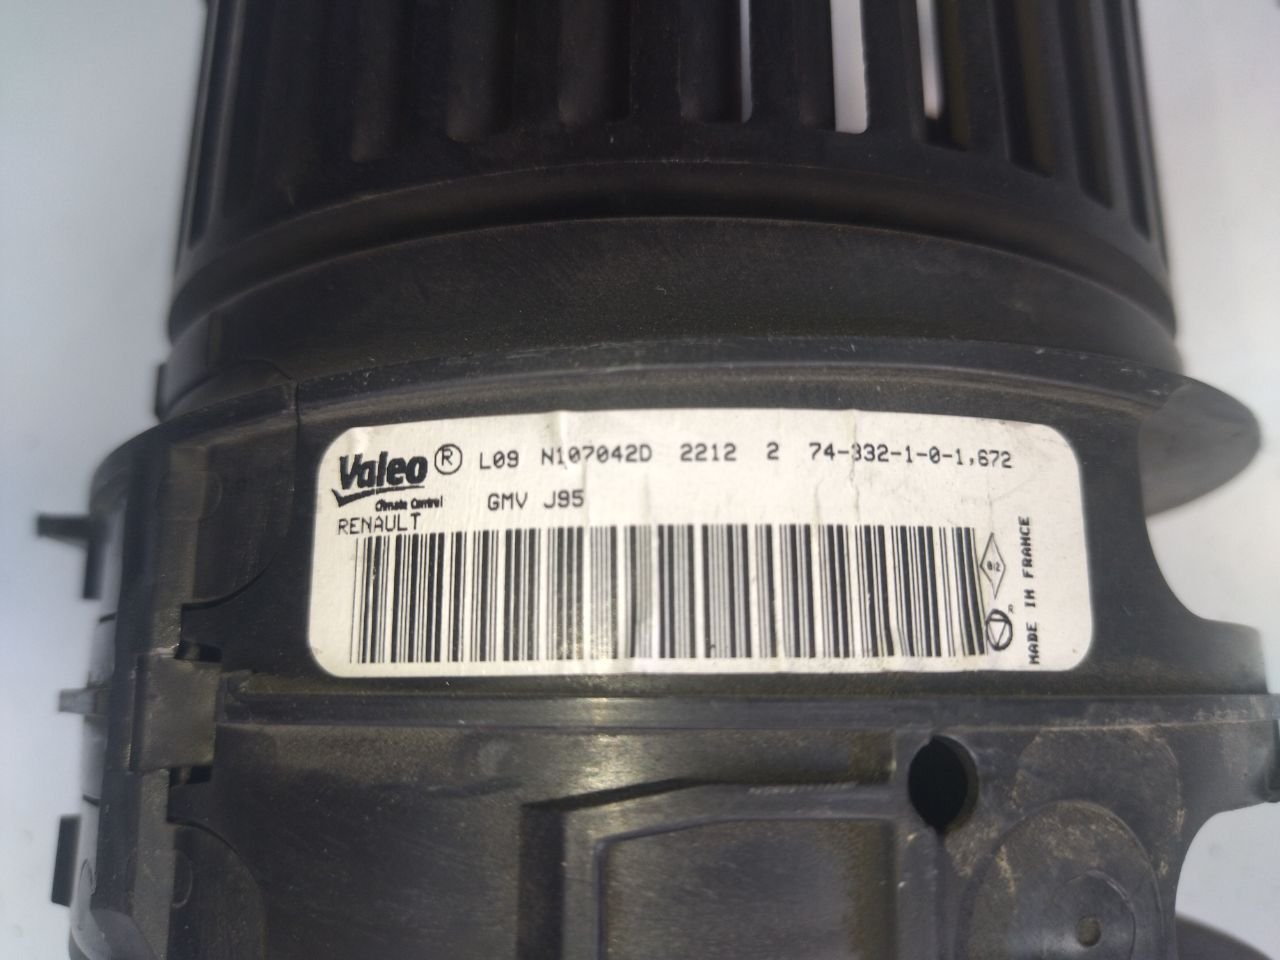 Valeo ® L09 N107042D 2212 2 74-332-1-0-1,672
Climate Control GMV J95
RENAULT
MADE IN FRANCE
R